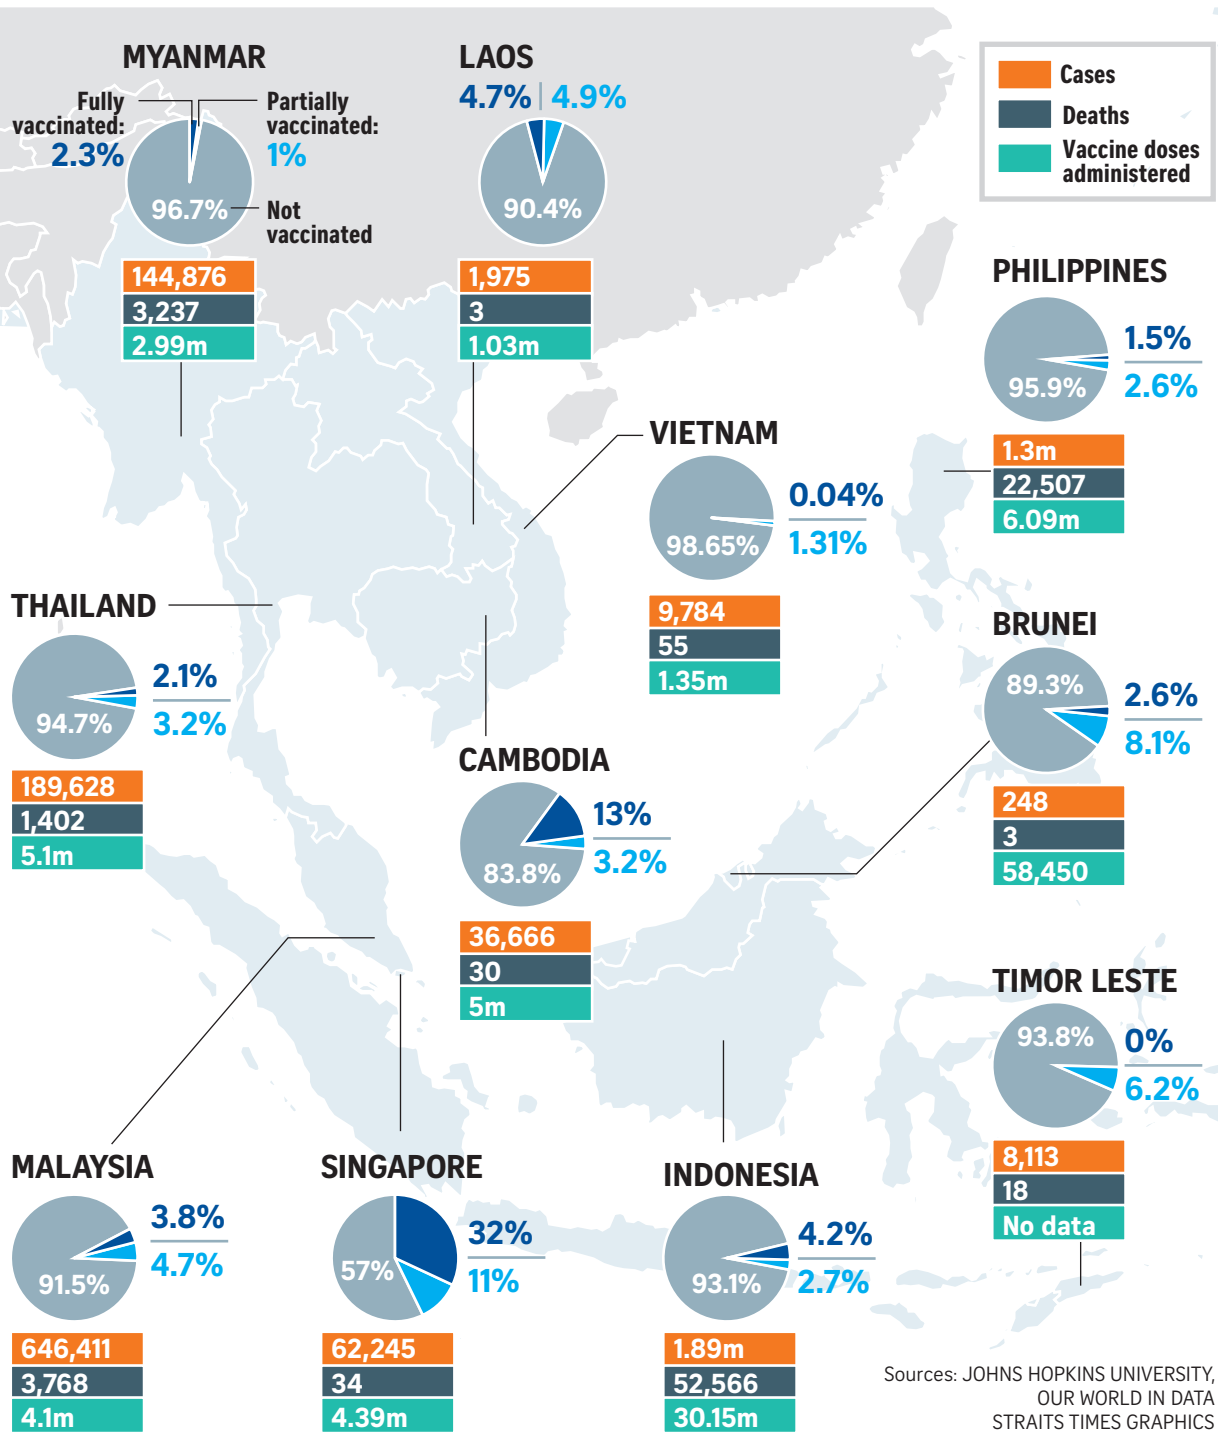 MYANMAR
Fully
vaccinated:
2.3%
Partially
vaccinated:
1%
96.7%
Not
vaccinated
144,876
3,237
2.99m
LAOS
4.7% 4.9%
90.4%
1,975
3
1.03m
Cases
Deaths
Vaccine doses
administered
PHILIPPINES
1.5%
95.9%
2.6%
1.3m
22,507
6.09m
VIETNAM
0.04%
98.65%
1.31%
9,784
55
1.35m
THAILAND
2.1%
94.7%
3.2%
189,628
1,402
5.1m
BRUNEI
89.3%
2.6%
8.1%
248
3
58,450
CAMBODIA
13%
83.8%
3.2%
36,666
30
5m
TIMOR LESTE
93.8%
0%
6.2%
8,113
18
No data
MALAYSIA
3.8%
91.5%
4.7%
646,411
3,768
4.1m
SINGAPORE
32%
57%
11%
62,245
34
4.39m
INDONESIA
4.2%
93.1%
2.7%
1.89m
52,566
30.15m
Sources: JOHNS HOPKINS UNIVERSITY,
OUR WORLD IN DATA
STRAITS TIMES GRAPHICS